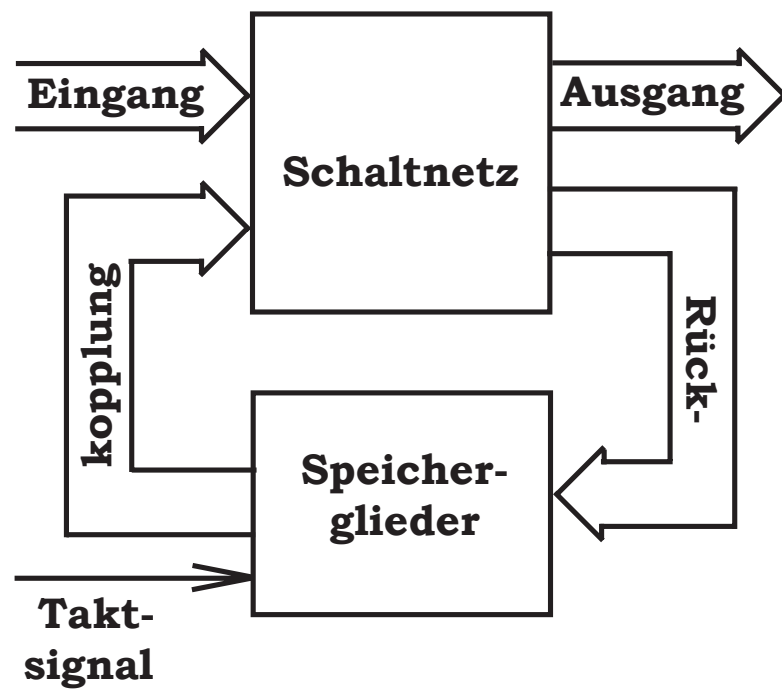 Eingang
Ausgang
Schaltnetz
kopplung
Rück-
Speicher-
glieder
Takt-
signal